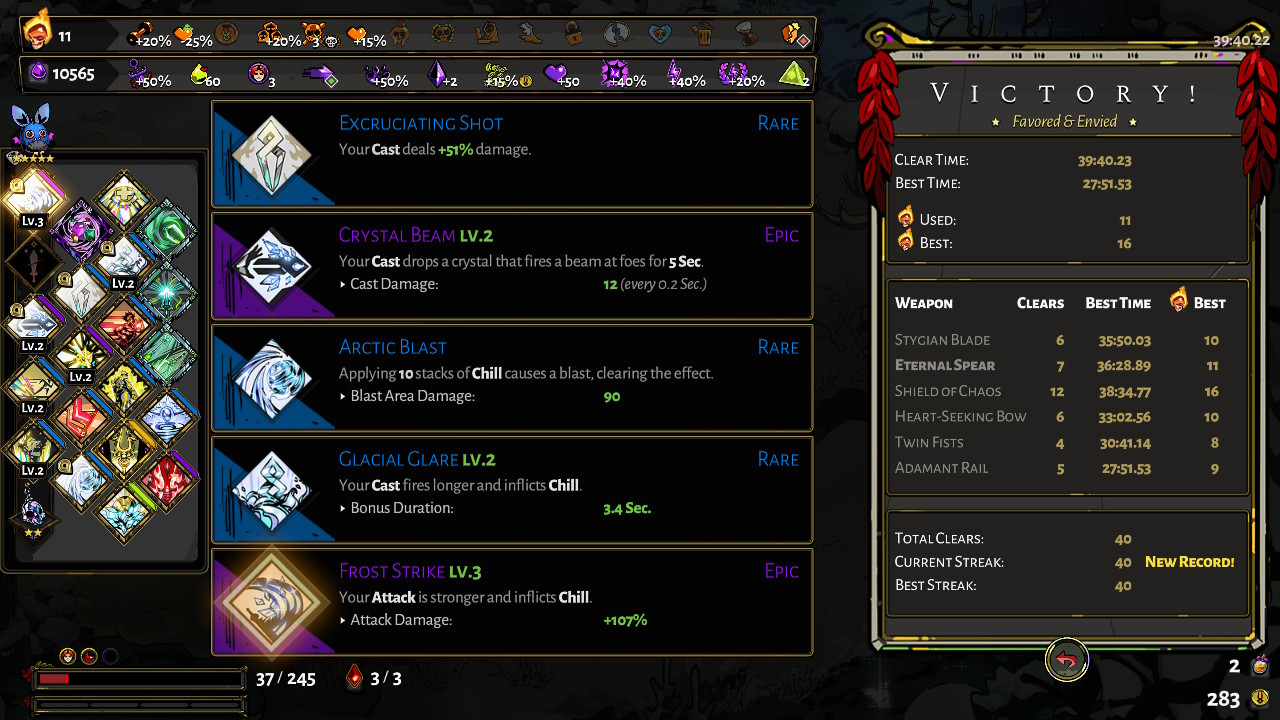 11
+20%
-25%
+20%
3
+15%
10565
+50%
60
3
+50%
+2
+15%
+50
+40%
+40%
+20%
2
Lv.3
Lv.2
Lv.2
Lv.2
Lv.2
Lv.2
Excruciating Shot
Rare
Your Cast deals +51% damage.
Crystal Beam Lv.2
Epic
Your Cast drops a crystal that fires a beam at foes for 5 Sec.
Cast Damage: 12 (every 0.2 Sec.)
Arctic Blast
Rare
Applying 10 stacks of Chill causes a blast, clearing the effect.
Blast Area Damage: 90
Glacial Glare Lv.2
Rare
Your Cast fires longer and inflicts Chill.
Bonus Duration: 3.4 Sec.
Frost Strike Lv.3
Epic
Your Attack is stronger and inflicts Chill.
Attack Damage: +107%
37 / 245
3 / 3
39:40.22
Victory!
Favored & Envied
Clear Time: 39:40.23
Best Time: 27:51.53
Used: 11
Best: 16
Weapon Clears Best Time Best
Stygian Blade 6 35:50.03 10
Eternal Spear 7 36:28.89 11
Shield of Chaos 12 38:34.77 16
Heart-Seeking Bow 6 33:02.56 10
Twin Fists 4 30:41.14 8
Adamant Rail 5 27:51.53 9
Total Clears: 40
Current Streak: 40 New Record!
Best Streak: 40
2
283